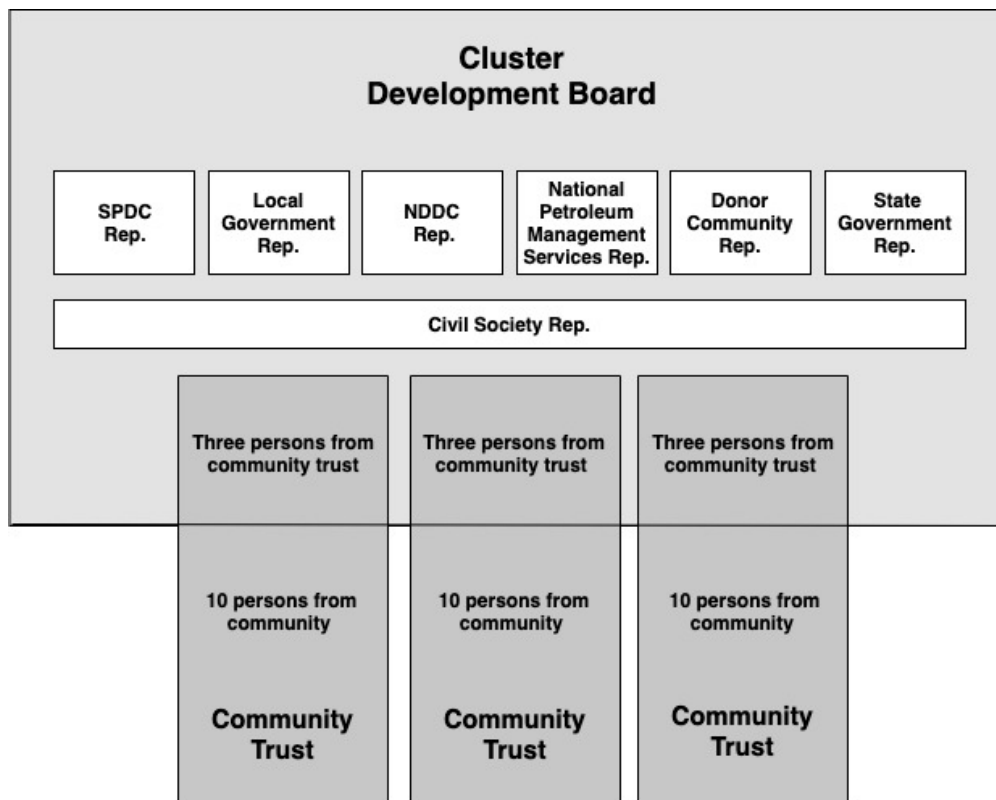 Cluster
Development Board
SPDC
Rep.
Local
Government
Rep.
NDDC
Rep.
National
Petroleum
Management
Services Rep.
Donor
Community
Rep.
State
Government
Rep.
Civil Society Rep.
Three persons from
community trust
Three persons from
community trust
Three persons from
community trust
10 persons from
community
10 persons from
community
10 persons from
community
Community
Trust
Community
Trust
Community
Trust